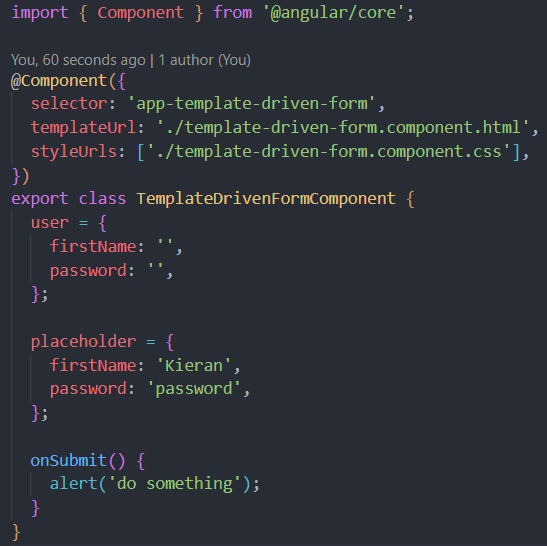 import { Component } from '@angular/core';
You, 60 seconds ago | 1 author (You)
@Component({
  selector: 'app-template-driven-form',
  templateUrl: './template-driven-form.component.html',
  styleUrls: ['./template-driven-form.component.css'],
})
export class TemplateDrivenFormComponent {
  user = {
    firstName: '',
    password: '',
  };
  placeholder = {
    firstName: 'Kieran',
    password: 'password',
  };
  onSubmit() {
    alert('do something');
  }
}